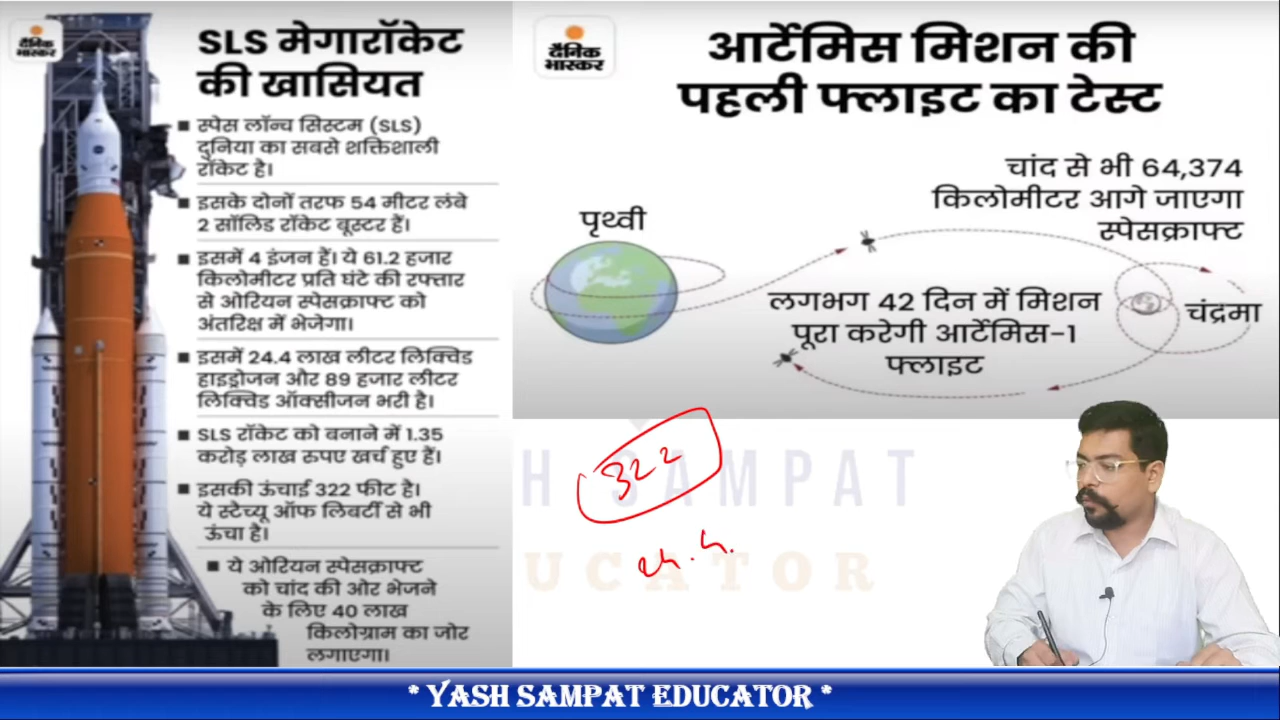 दैनिक
भास्कर
SLS मेगारॉकेट
की खासियत
■ स्पेस लॉन्च सिस्टम (SLS)
दुनिया का सबसे शक्तिशाली
रॉकेट है।
■ इसके दोनों तरफ 54 मीटर लंबे
2 सॉलिड रॉकेट बूस्टर हैं।
■ इसमें 4 इंजन हैं। ये 61.2 हजार
किलोमीटर प्रति घंटे की रफ्तार
से ओरियन स्पेसक्राफ्ट को
अंतरिक्ष में भेजेगा।
■ इसमें 24.4 लाख लीटर लिक्विड
हाइड्रोजन और 89 हजार लीटर
लिक्विड ऑक्सीजन भरी है।
■ SLS रॉकेट को बनाने में 1.35
करोड़ लाख रुपए खर्च हुए हैं।
■ इसकी ऊंचाई 322 फीट है।
ये स्टेच्यू ऑफ लिबर्टी से भी
ऊंचा है।
■ ये ओरियन स्पेसक्राफ्ट
को चांद की ओर भेजने
के लिए 40 लाख
किलोग्राम का जोर
लगाएगा।
दैनिक
भास्कर
आर्टेमिस मिशन की
पहली फ्लाइट का टेस्ट
चांद से भी 64,374
किलोमीटर आगे जाएगा
स्पेसक्राफ्ट
पृथ्वी
लगभग 42 दिन में मिशन
पूरा करेगी आर्टेमिस-1
फ्लाइट
चंद्रमा
322
H SAMPAT
UCATOR
* YASH SAMPAT EDUCATOR *